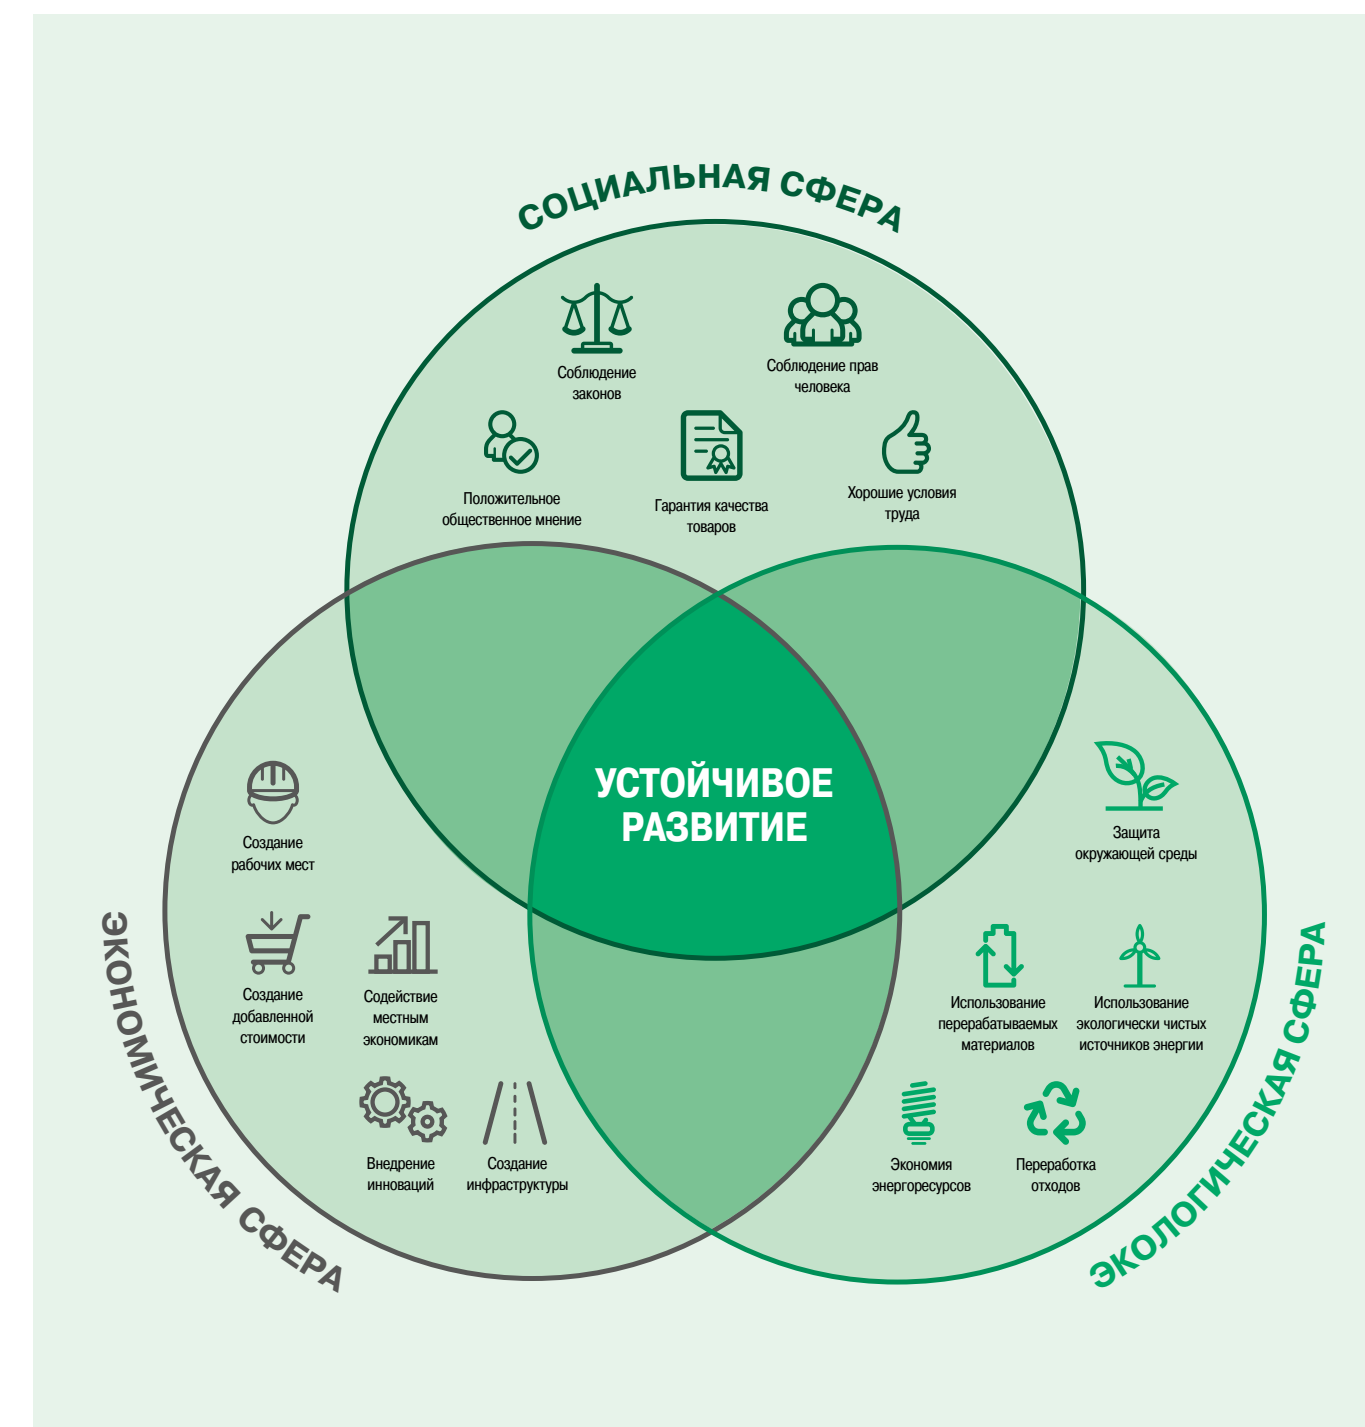 СОЦИАЛЬНАЯ СФЕРА
Соблюдение
законов
Соблюдение прав
человека
Положительное
общественное мнение
Гарантия качества
товаров
Хорошие условия
труда
УСТОЙЧИВОЕ
РАЗВИТИЕ
ЭКОНОМИЧЕСКАЯ СФЕРА
Создание
рабочих мест
Создание
добавленной
стоимости
Содействие
местным
экономикам
Внедрение
инноваций
Создание
инфраструктуры
ЭКОЛОГИЧЕСКАЯ СФЕРА
Защита
окружающей среды
Использование
перерабатываемых
материалов
Использование
экологически чистых
источников энергии
Экономия
энергоресурсов
Переработка
отходов